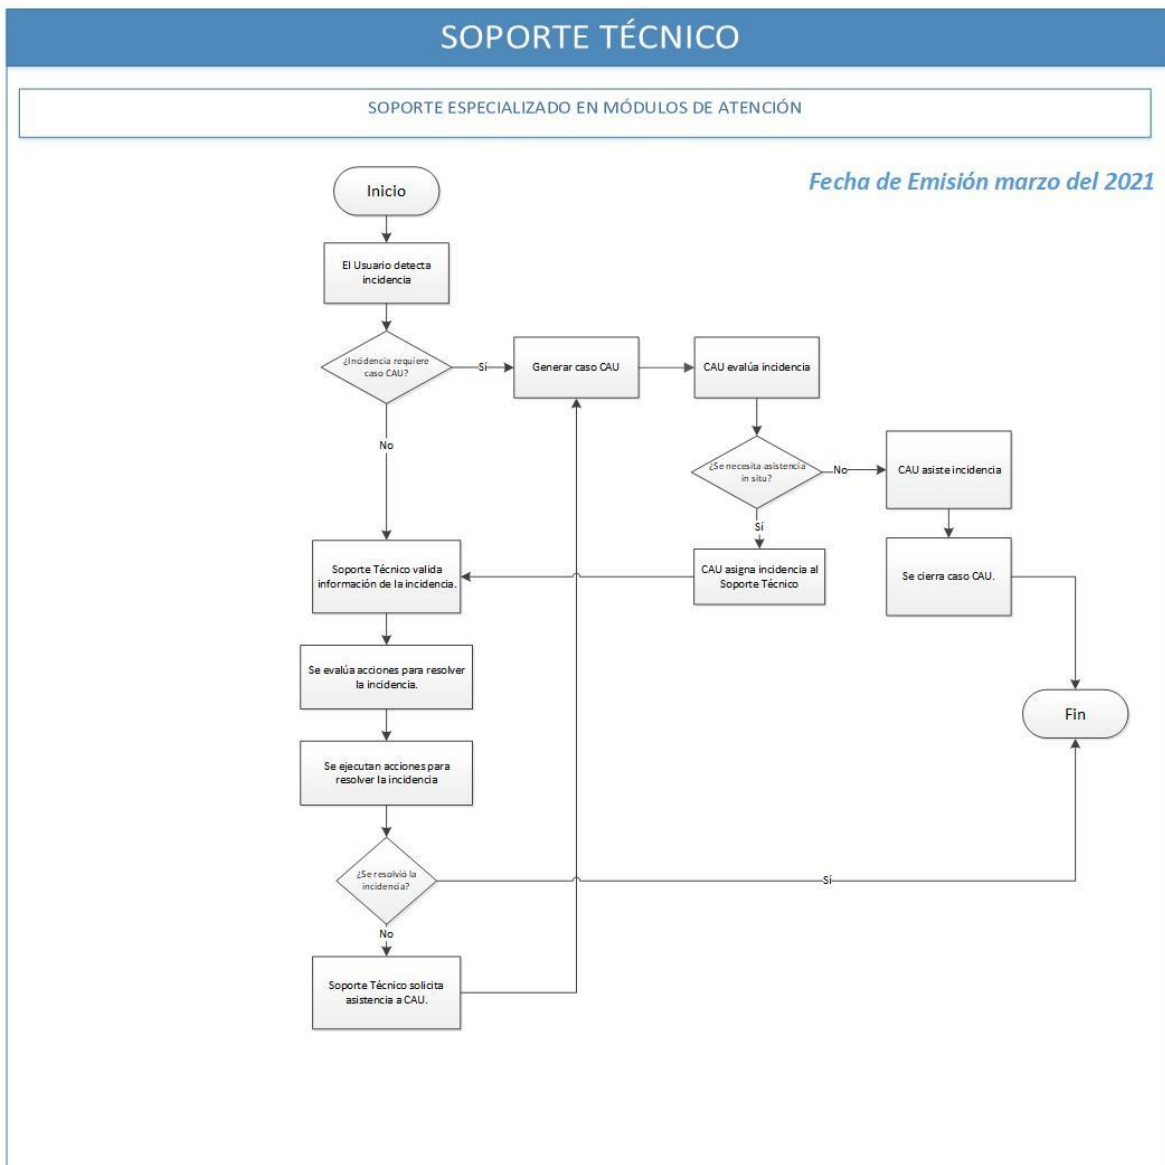 SOPORTE TÉCNICO
SOPORTE ESPECIALIZADO EN MÓDULOS DE ATENCIÓN
Fecha de Emisión marzo del 2021
Inicio
El Usuario detecta
incidencia
¿Incidencia requiere
caso CAU?
Sí
Generar caso CAU
CAU evalúa incidencia
No
¿Se necesita asistencia
in situ?
No
CAU asiste incidencia
Sí
Soporte Técnico valida
información de la incidencia.
CAU asigna incidencia al
Soporte Técnico
Se cierra caso CAU.
Se evalúa acciones para resolver
la incidencia.
Fin
Se ejecutan acciones para
resolver la incidencia
¿Se resolvió la
incidencia?
Sí
No
Soporte Técnico solicita
asistencia a CAU.